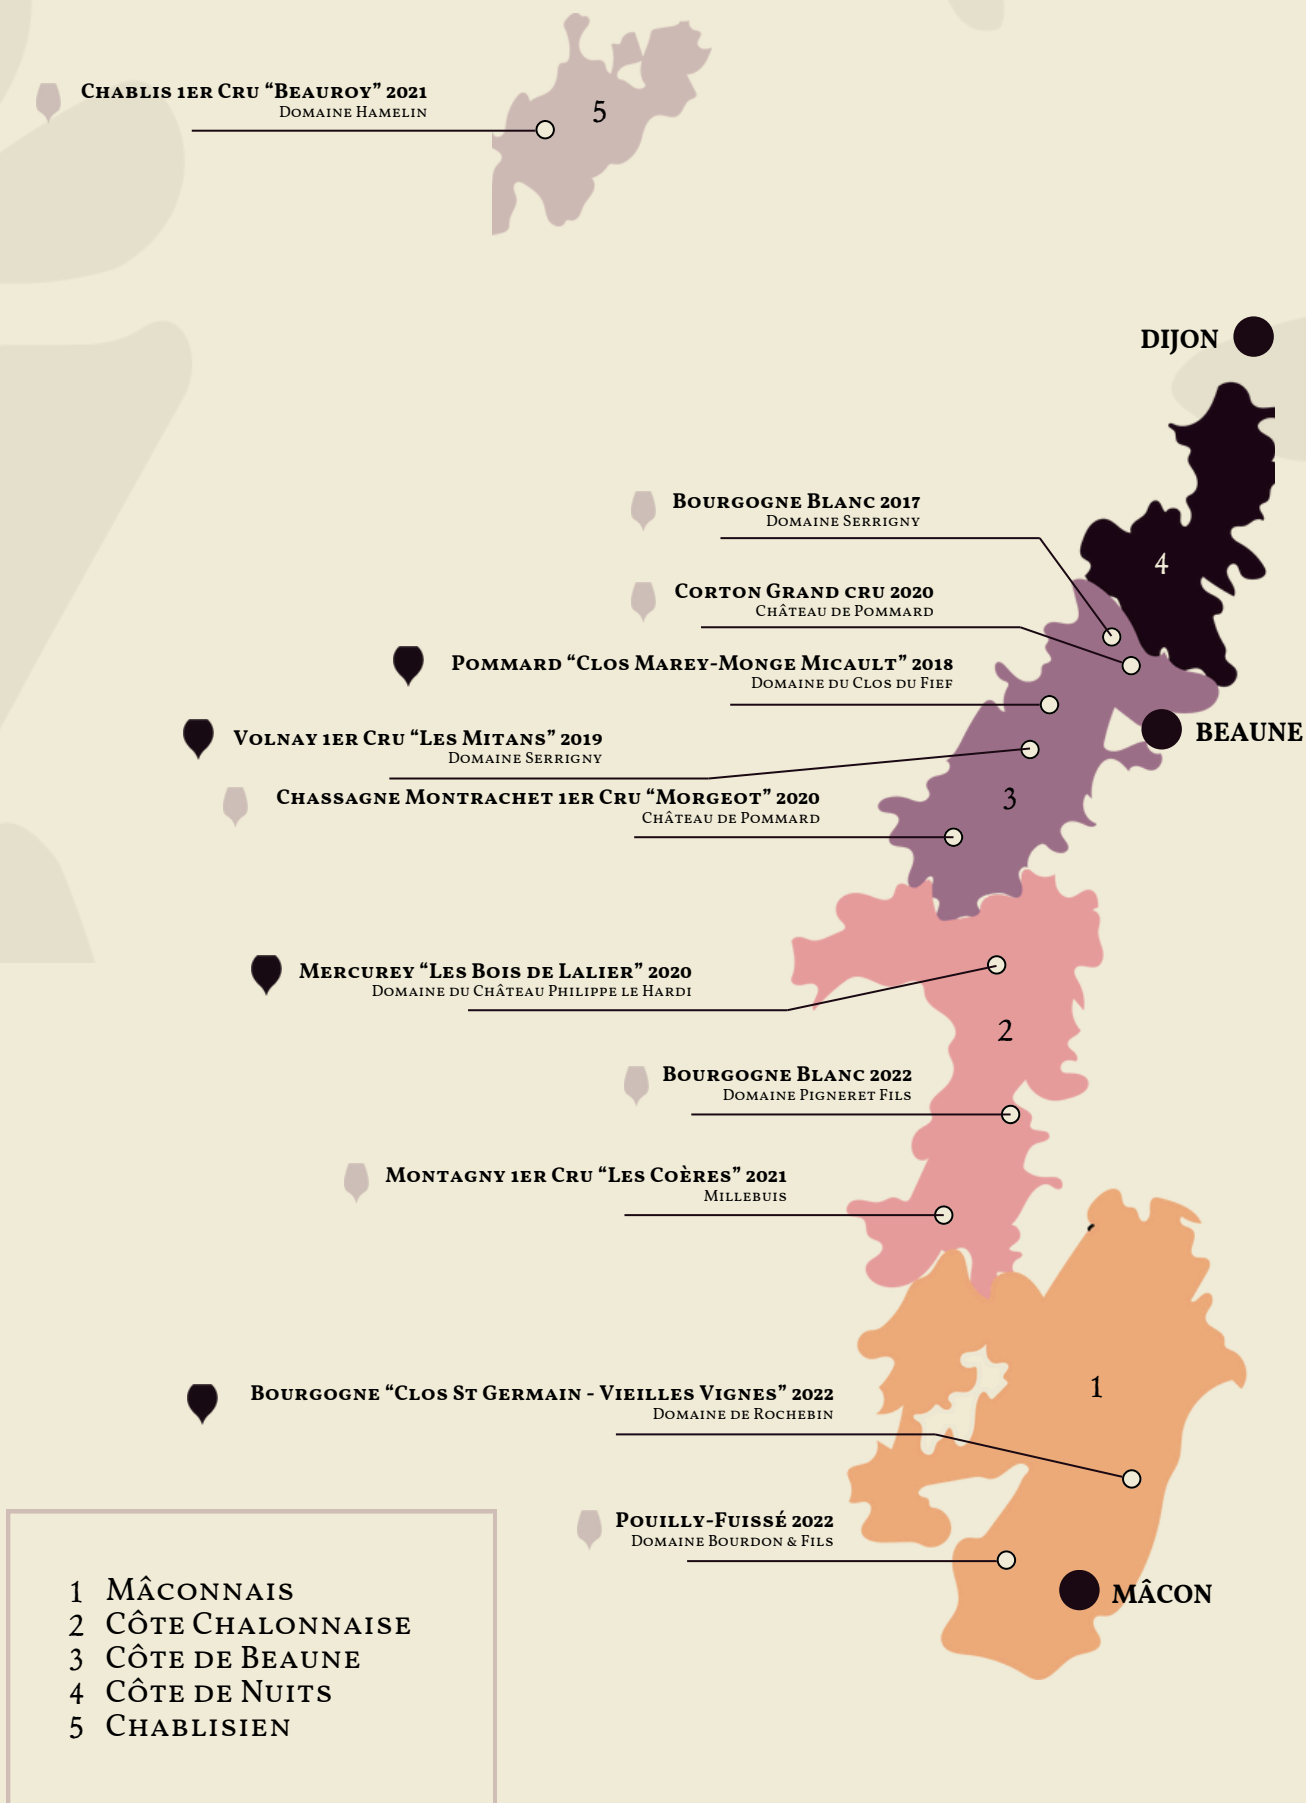 Chablis 1er Cru “Beauroy” 2021
Domaine Hamelin
5
DIJON
Bourgogne Blanc 2017
Domaine Serrigny
4
Corton Grand cru 2020
Château de Pommard
Pommard “Clos Marey-Monge Micault” 2018
Domaine du Clos du Fief
BEAUNE
Volnay 1er Cru “Les Mitans” 2019
Domaine Serrigny
Chassagne Montrachet 1er Cru “Morgeot” 2020
Château de Pommard
3
Mercurey “Les Bois de Lalier” 2020
Domaine du Château Philippe le Hardi
2
Bourgogne Blanc 2022
Domaine Pigneret Fils
Montagny 1er Cru “Les Coères” 2021
Millebuis
1
Bourgogne “Clos St Germain - Vieilles Vignes” 2022
Domaine de Rochebin
Pouilly-Fuissé 2022
Domaine Bourdon & Fils
MÂCON
1 Mâconnais
2 Côte Chalonnaise
3 Côte de Beaune
4 Côte de Nuits
5 Chablisien